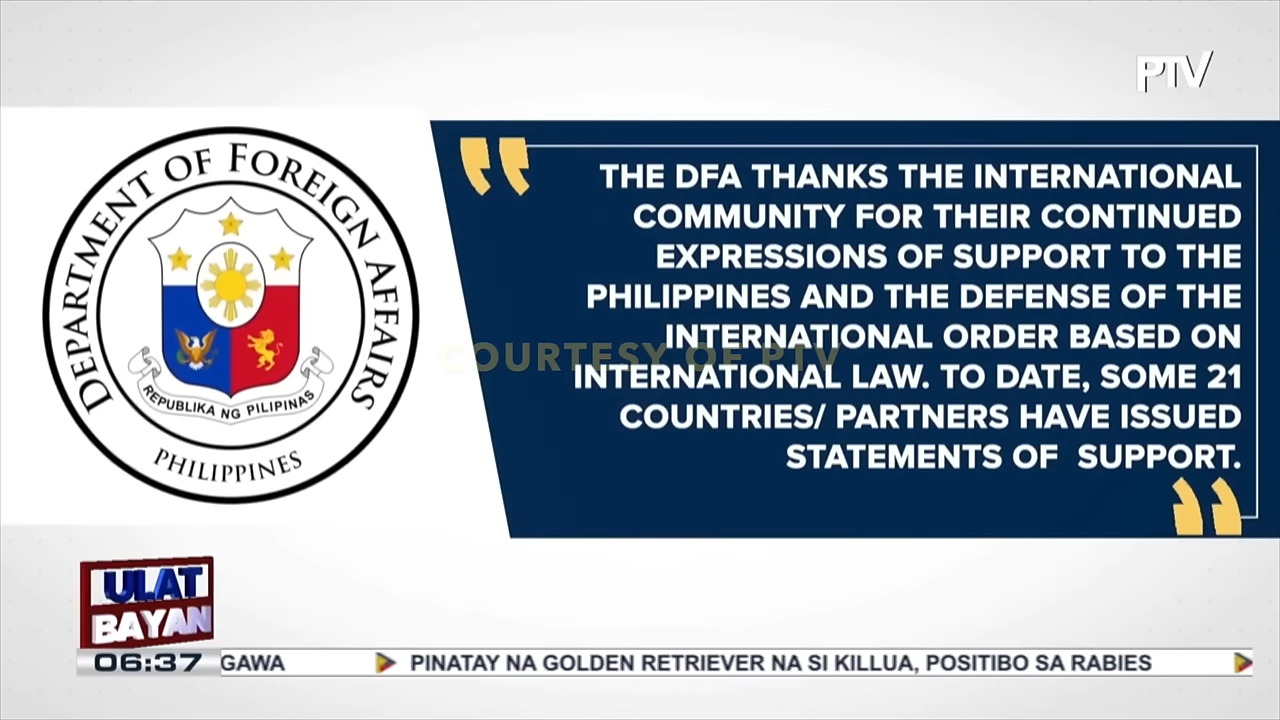 PTV
DEPARTMENT OF FOREIGN AFFAIRS
REPUBLIKA NG PILIPINAS
PHILIPPINES
THE DFA THANKS THE INTERNATIONAL
COMMUNITY FOR THEIR CONTINUED
EXPRESSIONS OF SUPPORT TO THE
PHILIPPINES AND THE DEFENSE OF THE
INTERNATIONAL ORDER BASED ON
INTERNATIONAL LAW. TO DATE, SOME 21
COUNTRIES/ PARTNERS HAVE ISSUED
STATEMENTS OF SUPPORT.
COURTESY OF PTV
ULAT
BAYAN
06:37
GAWA PINATAY NA GOLDEN RETRIEVER NA SI KILLUA, POSITIBO SA RABIES